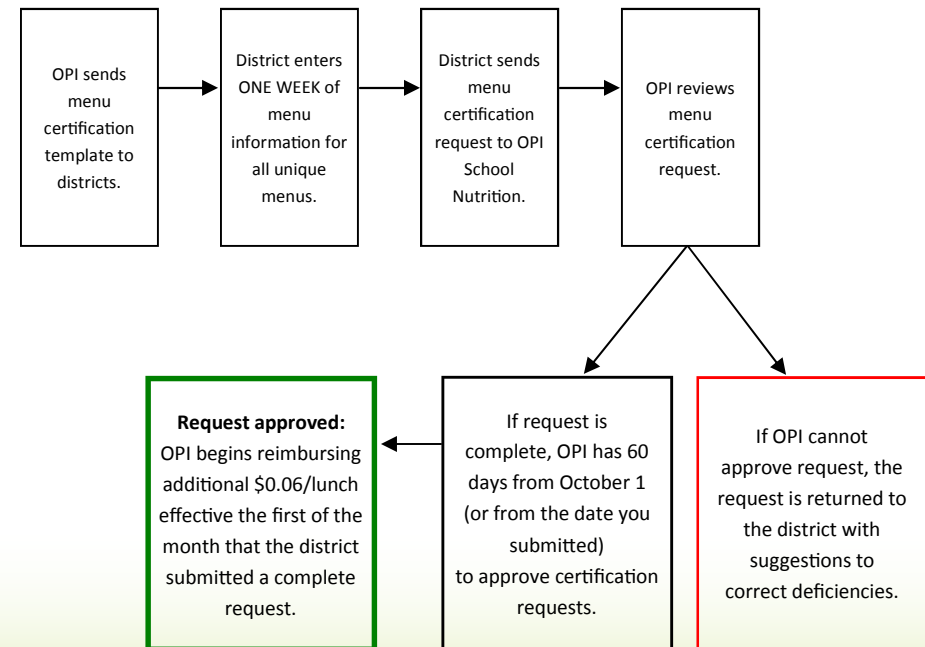 OPI sends
menu
certification
template to
districts.
District enters
ONE WEEK of
menu
information for
all unique
menus.
District sends
menu
certification
request to OPI
School
Nutrition.
OPI reviews
menu
certification
request.
Request approved:
OPI begins reimbursing
additional $0.06/lunch
effective the first of the
month that the district
submitted a complete
request.
If request is
complete, OPI has 60
days from October 1
(or from the date you
submitted)
to approve certification
requests.
If OPI cannot
approve request, the
request is returned to
the district with
suggestions to
correct deficiencies.